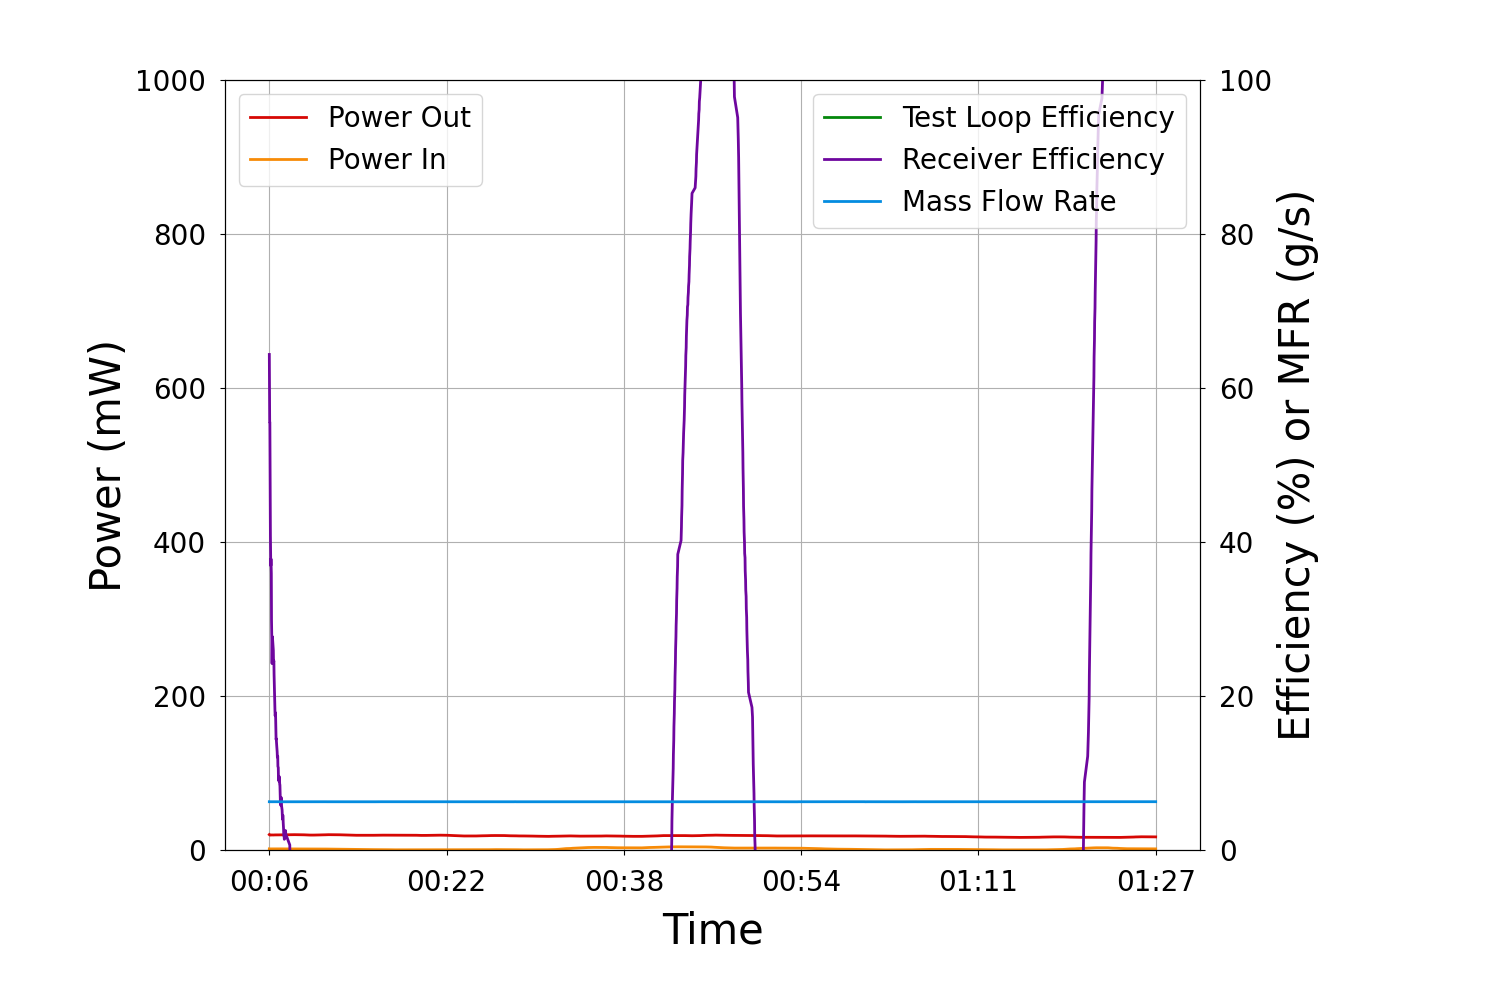 Power (mW)
1000
800
600
400
200
0
Power Out
Power In
Test Loop Efficiency
Receiver Efficiency
Mass Flow Rate
100
80
60
40
20
0
Efficiency (%) or MFR (g/s)
00:06 00:22 00:38 00:54 01:11 01:27
Time